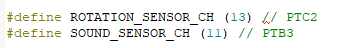 #define ROTATION_SENSOR_CH (13) // PTC2
#define SOUND_SENSOR_CH (11) // PTB3